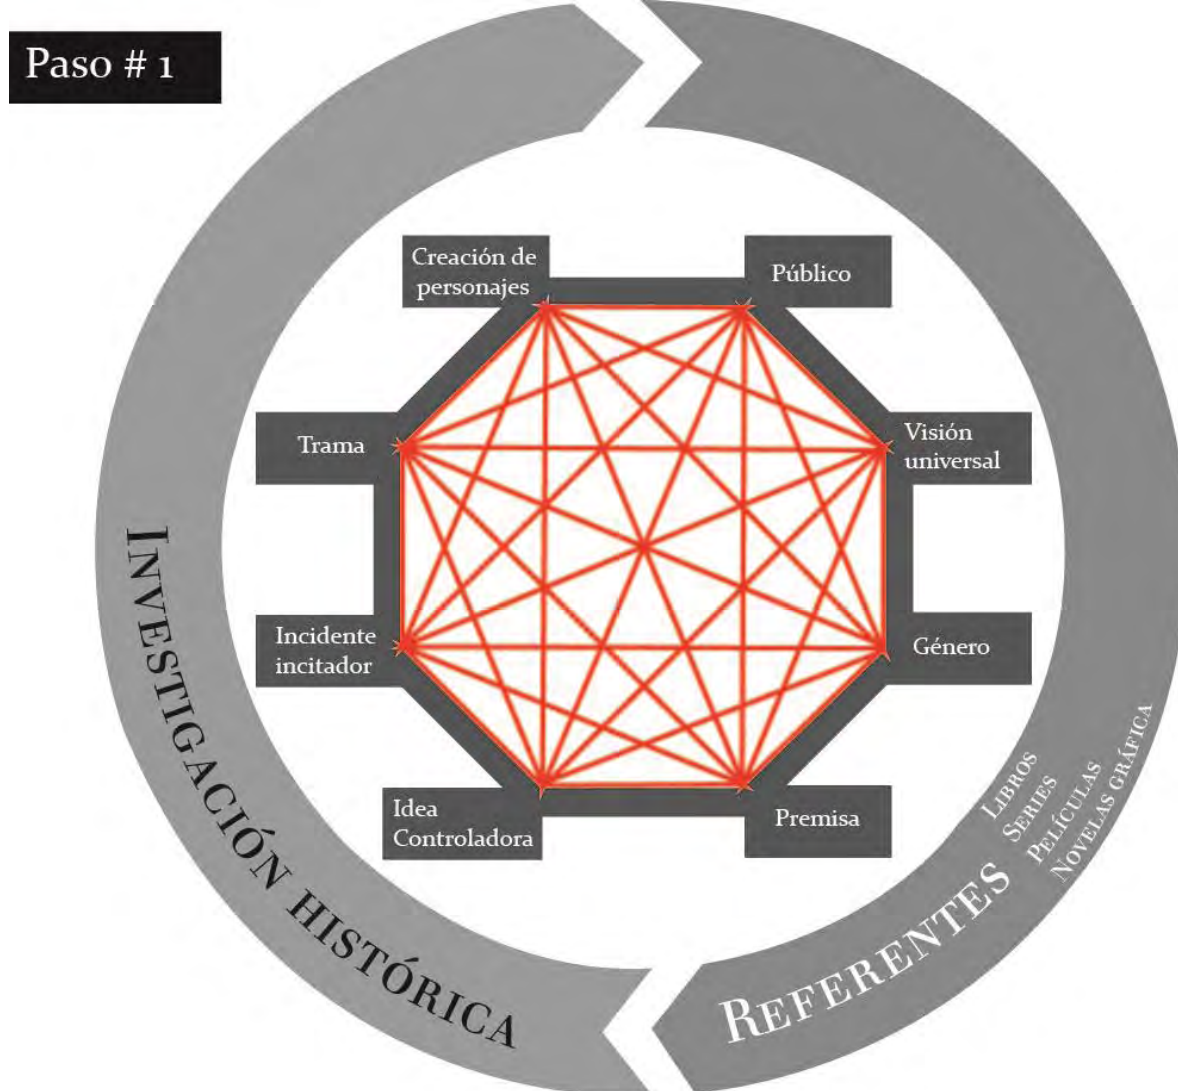 Paso # 1
Creación de
personajes
Público
Trama
Visión
universal
Incidente
incitador
Género
Idea
Controladora
Premisa
INVESTIGACIÓN HISTÓRICA
REFERENTES
LIBROS
SERIES
PELÍCULAS
NOVELAS GRÁFICA